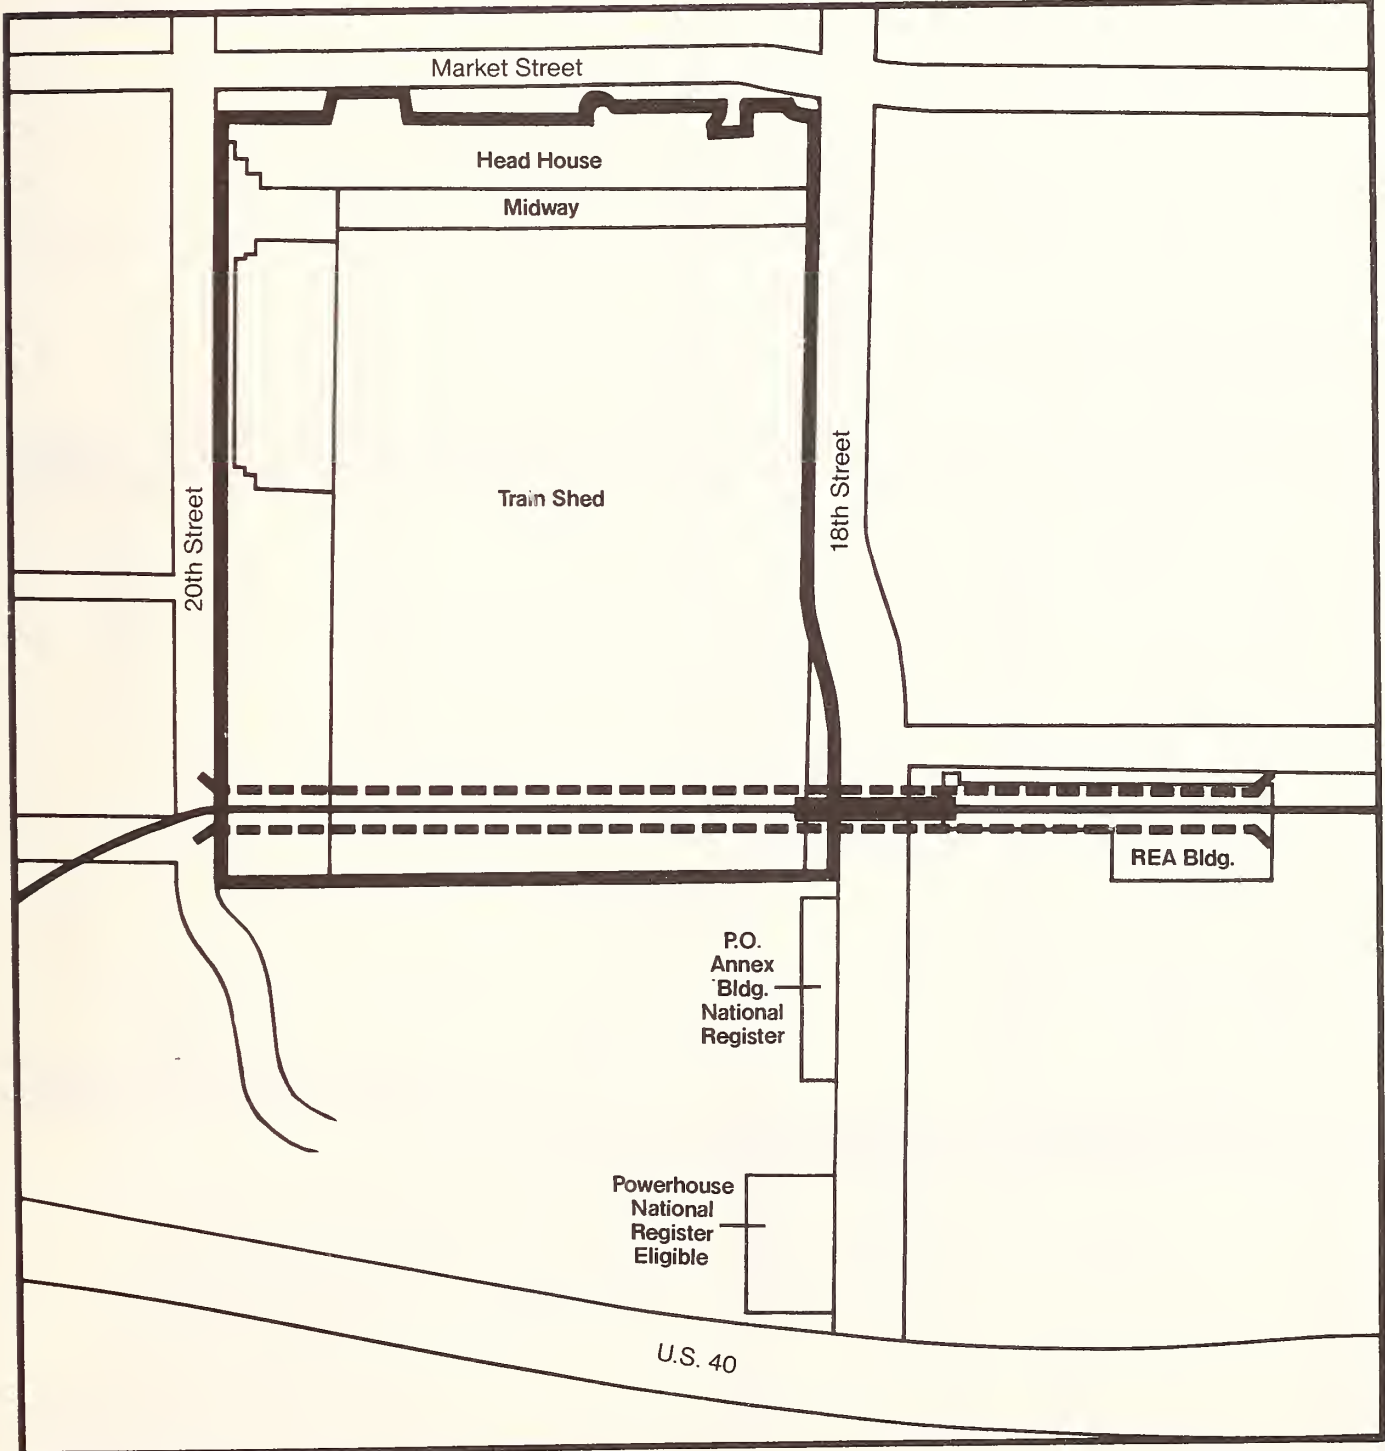 Market Street
Head House
Midway
Train Shed
20th Street
18th Street
REA Bldg.
P.O.
Annex
Bldg.
National
Register
Powerhouse
National
Register
Eligible
U.S. 40